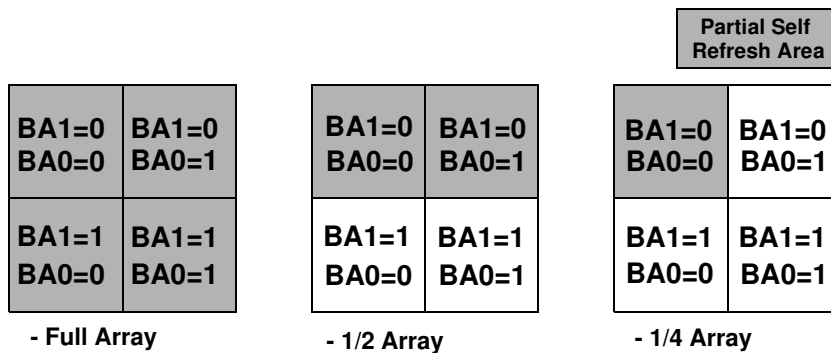 Partial Self
Refresh Area
BA1=0 BA1=0
BA0=0 BA0=1
BA1=1 BA1=1
BA0=0 BA0=1
- Full Array
BA1=0 BA1=0
BA0=0 BA0=1
BA1=1 BA1=1
BA0=0 BA0=1
- 1/2 Array
BA1=0 BA1=0
BA0=0 BA0=1
BA1=1 BA1=1
BA0=0 BA0=1
- 1/4 Array